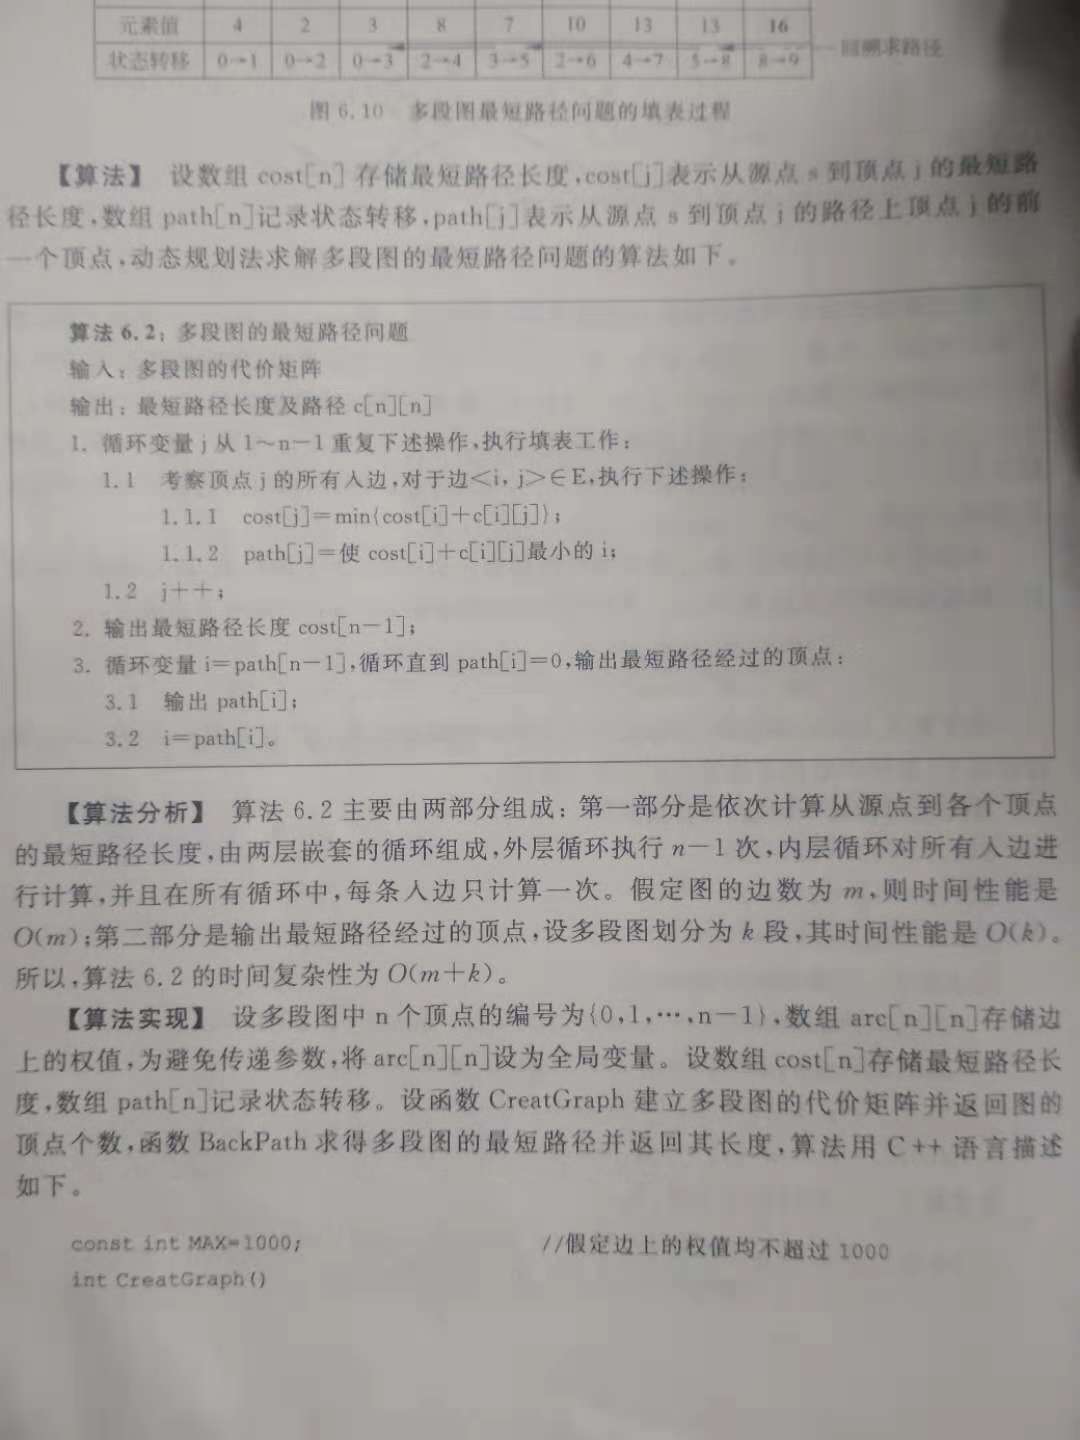 元素值 4 2 3 8 7 10 13 13 16
状态转移 0→1 0→2 0→3 2→4 3→5 2→6 4→7 5→8 8→9 回溯求路径
图 6.10 多段图最短路径问题的填表过程
【算法】 设数组 cost[n] 存储最短路径长度,cost[j]表示从源点 s 到顶点 j 的最短路
径长度,数组 path[n]记录状态转移,path[j]表示从源点 s 到顶点 j 的路径上顶点 j 的前
一个顶点,动态规划法求解多段图的最短路径问题的算法如下。
算法 6.2:多段图的最短路径问题
输入:多段图的代价矩阵
输出:最短路径长度及路径 c[n][n]
1. 循环变量 j 从 1~n-1 重复下述操作,执行填表工作:
1.1 考察顶点 j 的所有入边,对于边<i, j>∈E,执行下述操作:
1.1.1 cost[j]=min{cost[i]+c[i][j]};
1.1.2 path[j]=使 cost[i]+c[i][j]最小的 i;
1.2 j++;
2. 输出最短路径长度 cost[n-1];
3. 循环变量 i=path[n-1],循环直到 path[i]=0,输出最短路径经过的顶点:
3.1 输出 path[i];
3.2 i=path[i]。
【算法分析】 算法 6.2 主要由两部分组成:第一部分是依次计算从源点到各个顶点
的最短路径长度,由两层嵌套的循环组成,外层循环执行 n-1 次,内层循环对所有入边进
行计算,并且在所有循环中,每条入边只计算一次。假定图的边数为 m,则时间性能是
O(m);第二部分是输出最短路径经过的顶点,设多段图划分为 k 段,其时间性能是 O(k)。
所以,算法 6.2 的时间复杂性为 O(m+k)。
【算法实现】 设多段图中 n 个顶点的编号为{0,1,…,n-1},数组 arc[n][n]存储边
上的权值,为避免传递参数,将 arc[n][n]设为全局变量。设数组 cost[n]存储最短路径长
度,数组 path[n]记录状态转移。设函数 CreatGraph 建立多段图的代价矩阵并返回图的
顶点个数,函数 BackPath 求得多段图的最短路径并返回其长度,算法用 C++ 语言描述
如下。
const int MAX=1000; //假定边上的权值均不超过 1000
int CreatGraph()